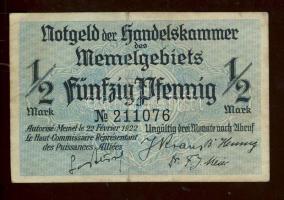 Notgeld der Handelskammer
des
Memelgebiets
1/2 Mark
Fünfzig Pfennig
1/2 Mark
№ 211076
Autorisé-Memel le 22 Février 1922
Le Haut-Commissaire Représentant
des Puissances Alliées
Ungültig drei Monate nach Abruf